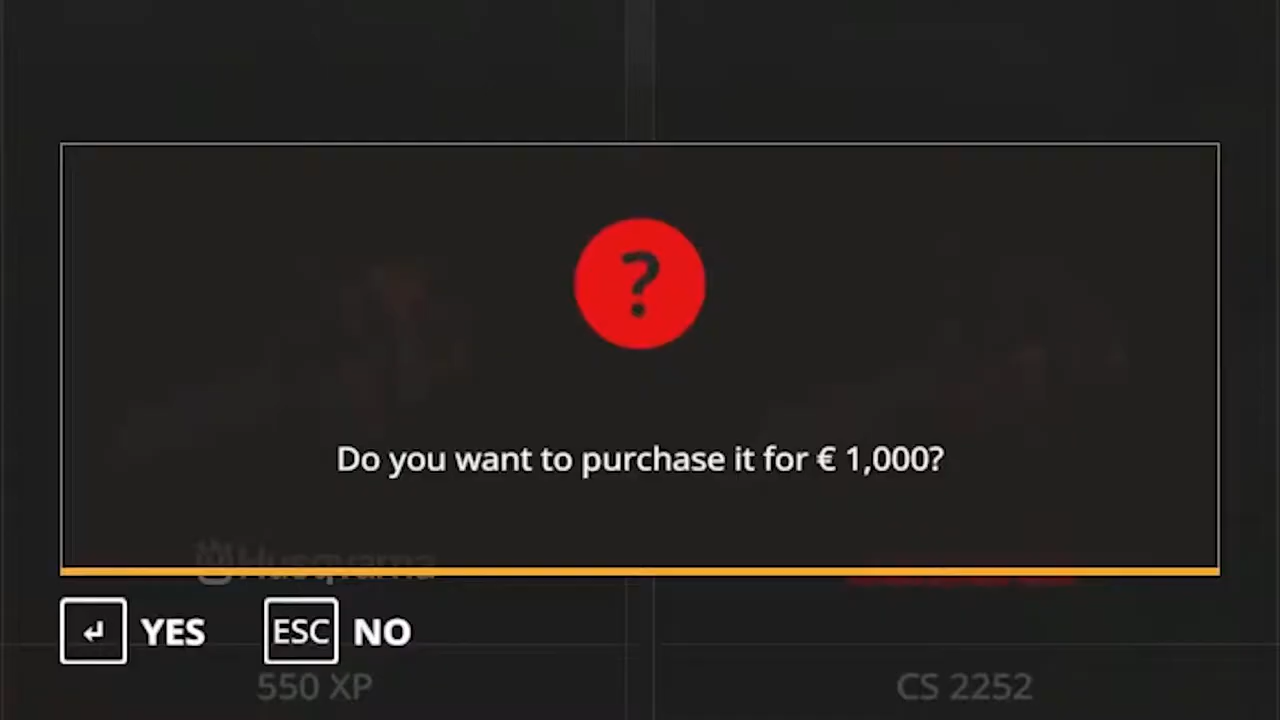 ?
Do you want to purchase it for € 1,000?
Husqvarna
↵ YES ESC NO
550 XP CS 2252